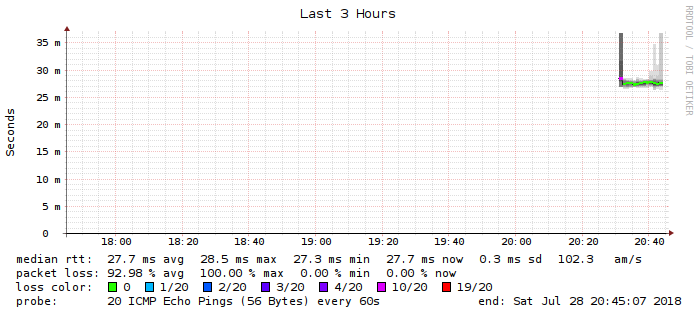 Last 3 Hours
RRDTOOL / TOBI OETIKER
Seconds
35 m
30 m
25 m
20 m
15 m
10 m
5 m
0
18:00 18:20 18:40 19:00 19:20 19:40 20:00 20:20 20:40
median rtt: 27.7 ms avg 28.5 ms max 27.3 ms min 27.7 ms now 0.3 ms sd 102.3 am/s
packet loss: 92.98 % avg 100.00 % max 0.00 % min 0.00 % now
loss color: 0 1/20 2/20 3/20 4/20 10/20 19/20
probe: 20 ICMP Echo Pings (56 Bytes) every 60s end: Sat Jul 28 20:45:07 2018